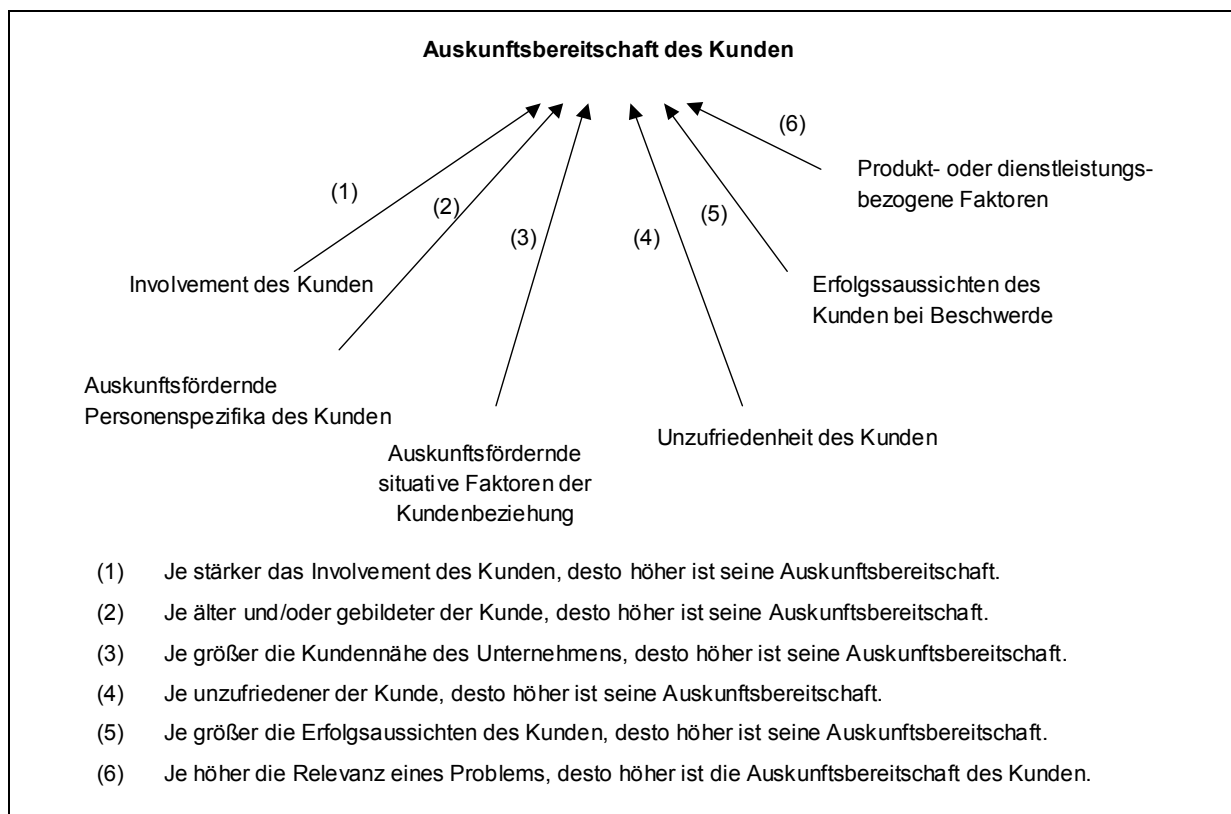 Auskunftsbereitschaft des Kunden
(6)
Produkt- oder dienstleistungs-
bezogene Faktoren
(1)
(2)
(5)
(3)
(4)
Involvement des Kunden
Erfolgssaussichten des
Kunden bei Beschwerde
Auskunftsfördernde
Personenspezifika des Kunden
Unzufriedenheit des Kunden
Auskunftsfördernde
situative Faktoren der
Kundenbeziehung
(1) Je stärker das Involvement des Kunden, desto höher ist seine Auskunftsbereitschaft.
(2) Je älter und/oder gebildeter der Kunde, desto höher ist seine Auskunftsbereitschaft.
(3) Je größer die Kundennähe des Unternehmens, desto höher ist seine Auskunftsbereitschaft.
(4) Je unzufriedener der Kunde, desto höher ist seine Auskunftsbereitschaft.
(5) Je größer die Erfolgsaussichten des Kunden, desto höher ist seine Auskunftsbereitschaft.
(6) Je höher die Relevanz eines Problems, desto höher ist die Auskunftsbereitschaft des Kunden.